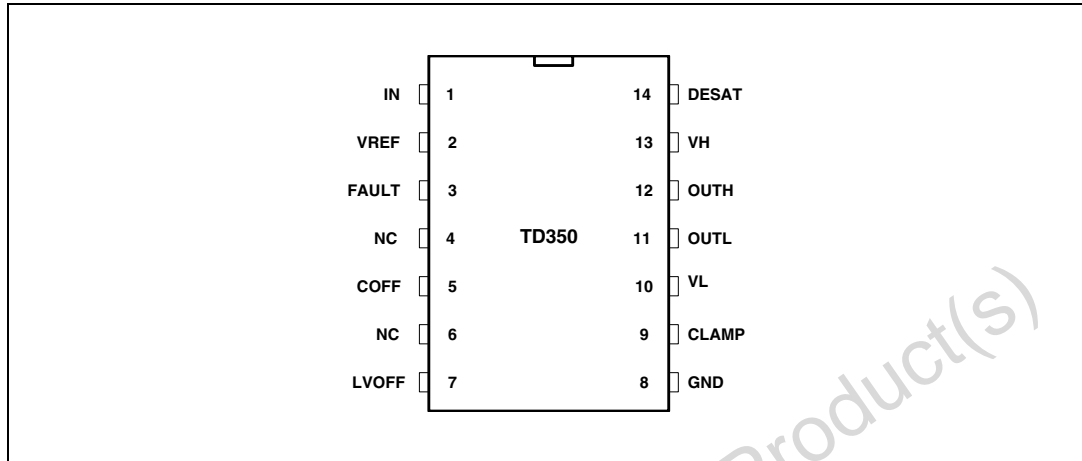 IN 1 14 DESAT
VREF 2 13 VH
FAULT 3 12 OUTH
NC 4 TD350 11 OUTL
COFF 5 10 VL
NC 6 9 CLAMP
LVOFF 7 8 GND
Product(s)